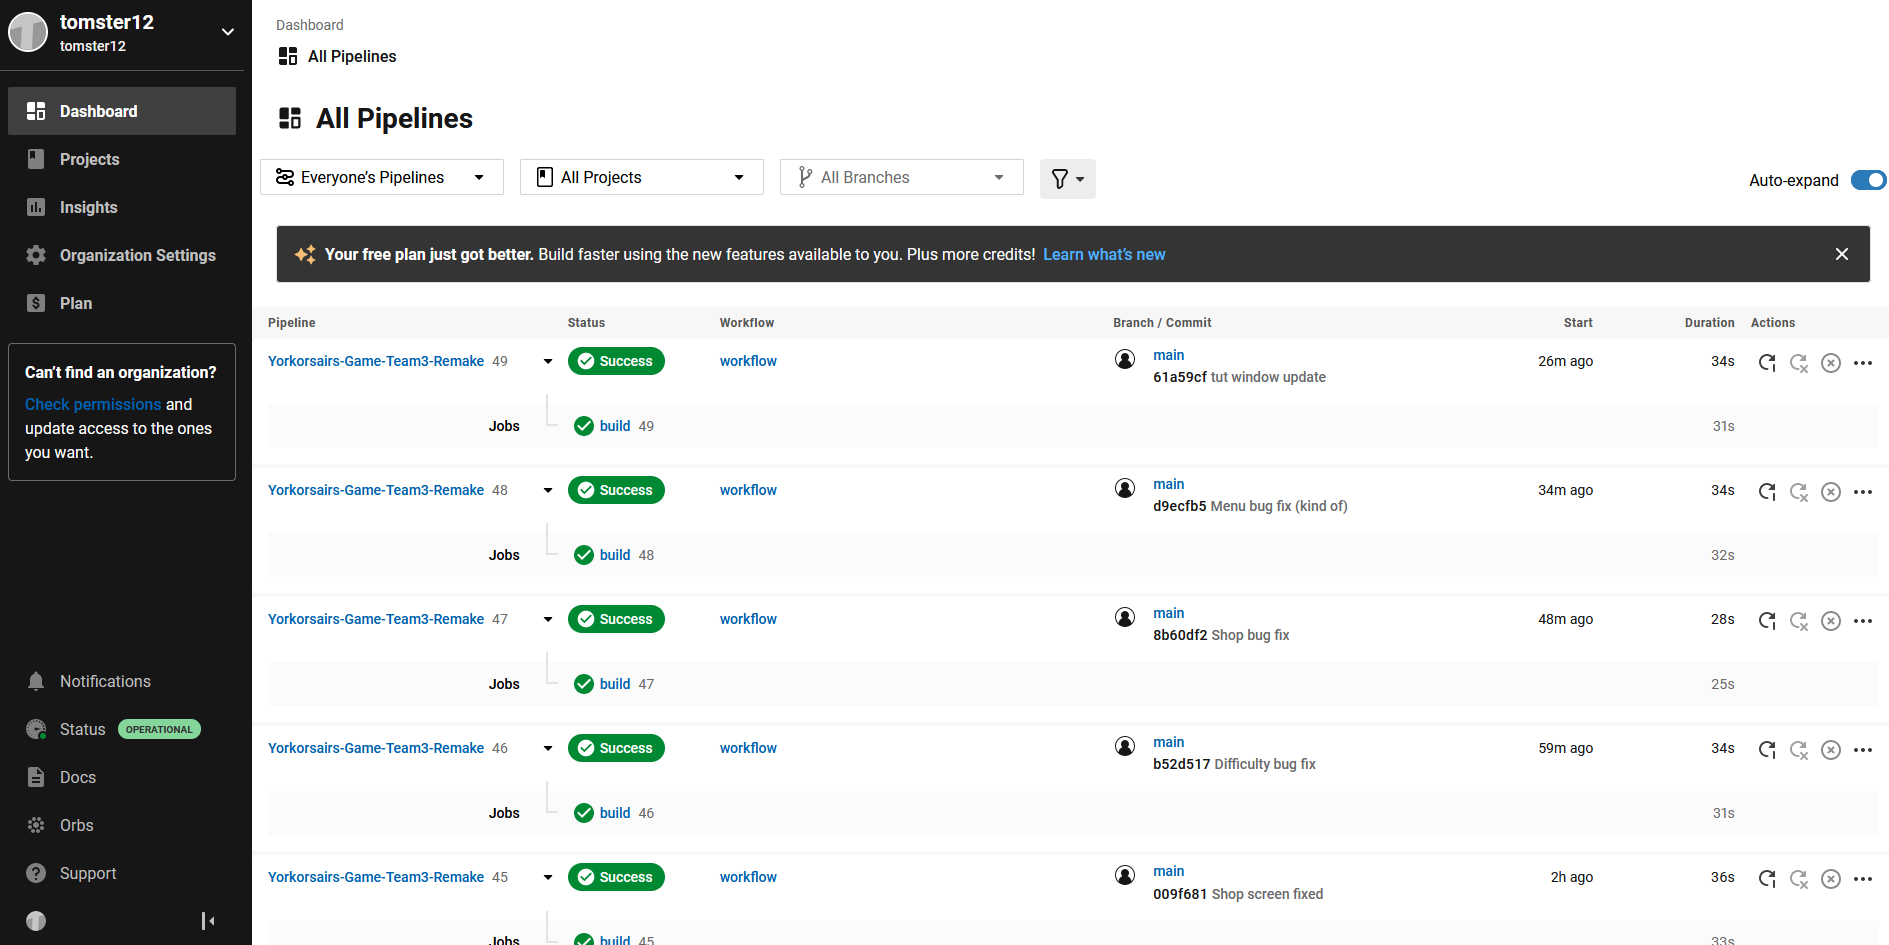 tomster12
tomster12
Dashboard
Projects
Insights
Organization Settings
Plan
Can't find an organization?
Check permissions and
update access to the ones
you want.
Notifications
Status OPERATIONAL
Docs
Orbs
Support
Dashboard
All Pipelines
All Pipelines
Everyone's Pipelines
All Projects
All Branches
Auto-expand
Your free plan just got better. Build faster using the new features available to you. Plus more credits! Learn what's new
Pipeline Status Workflow Branch / Commit Start Duration Actions
Yorkorsairs-Game-Team3-Remake 49 Success workflow main 26m ago 34s
61a59cf tut window update
Jobs build 49 31s
Yorkorsairs-Game-Team3-Remake 48 Success workflow main 34m ago 34s
d9ecfb5 Menu bug fix (kind of)
Jobs build 48 32s
Yorkorsairs-Game-Team3-Remake 47 Success workflow main 48m ago 28s
8b60df2 Shop bug fix
Jobs build 47 25s
Yorkorsairs-Game-Team3-Remake 46 Success workflow main 59m ago 34s
b52d517 Difficulty bug fix
Jobs build 46 31s
Yorkorsairs-Game-Team3-Remake 45 Success workflow main 2h ago 36s
009f681 Shop screen fixed
Jobs build 45 33s